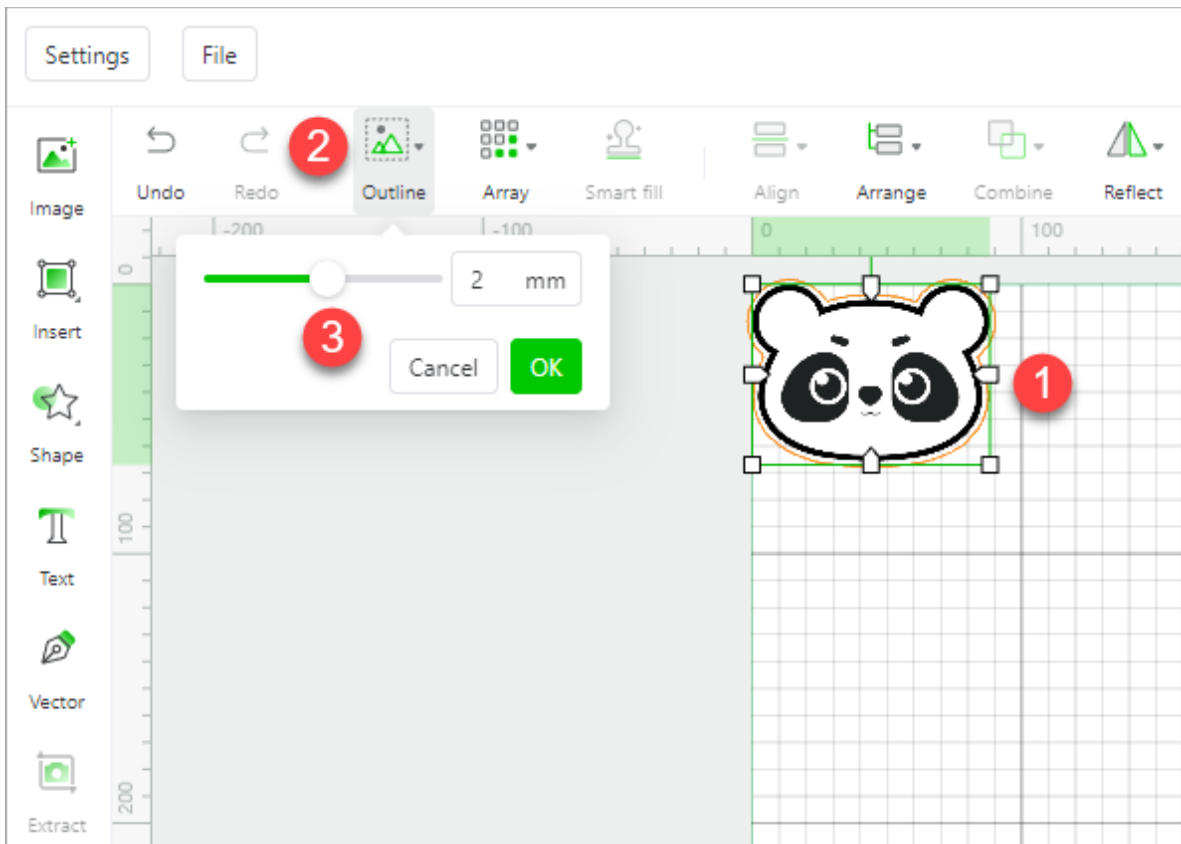 Settings File
2
Undo Redo Outline Array Smart fill Align Arrange Combine Reflect
Image
Insert
Shape
Text
Vector
Extract
-200 -100 0 100
0
100
200
2 mm
3
Cancel OK
1